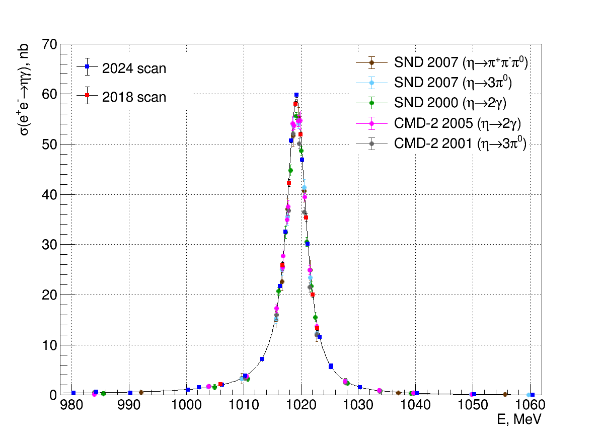 σ(e⁺e⁻→ηγ), nb
70
60
50
40
30
20
10
0
2024 scan
2018 scan
SND 2007 (η→π⁺π⁻π⁰)
SND 2007 (η→3π⁰)
SND 2000 (η→2γ)
CMD-2 2005 (η→2γ)
CMD-2 2001 (η→3π⁰)
980 990 1000 1010 1020 1030 1040 1050 1060
E, MeV